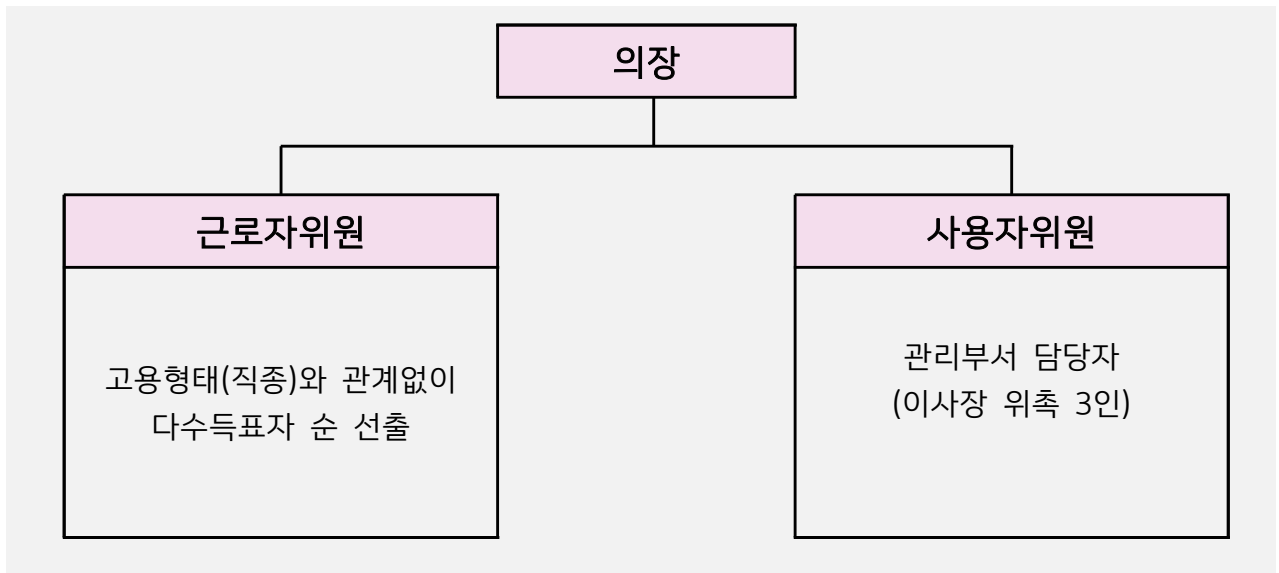 의장
근로자위원
사용자위원
고용형태(직종)와 관계없이
다수득표자 순 선출
관리부서 담당자
(이사장 위촉 3인)